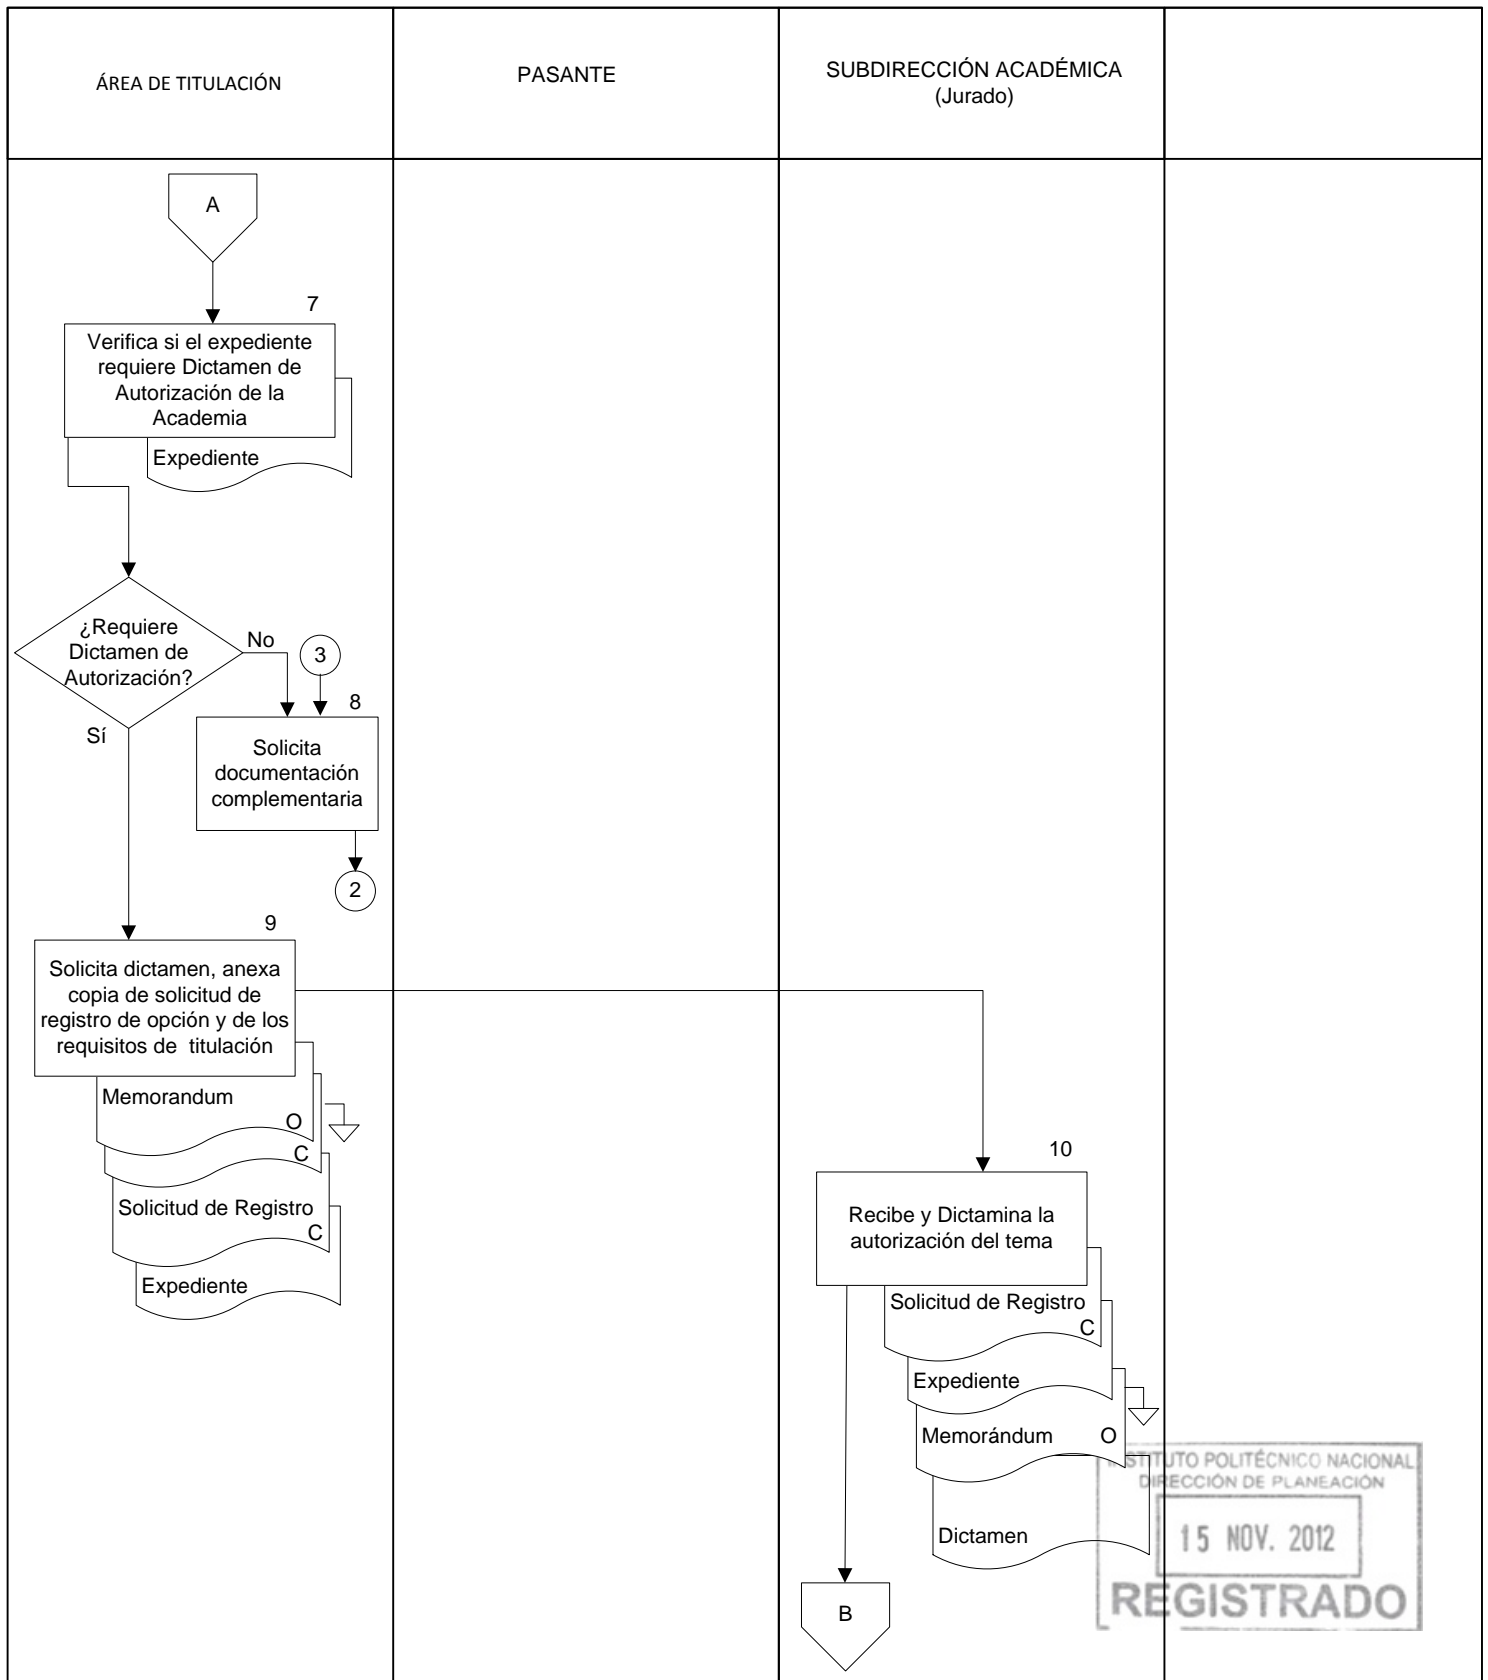 ÁREA DE TITULACIÓN
PASANTE
SUBDIRECCIÓN ACADÉMICA
(Jurado)
A
7
Verifica si el expediente
requiere Dictamen de
Autorización de la
Academia
Expediente
¿Requiere
Dictamen de
Autorización?
No
Sí
3
8
Solicita
documentación
complementaria
2
9
Solicita dictamen, anexa
copia de solicitud de
registro de opción y de los
requisitos de titulación
Memorandum
O
C
Solicitud de Registro
C
Expediente
10
Recibe y Dictamina la
autorización del tema
Solicitud de Registro
C
Expediente
Memorándum O
Dictamen
B
INSTITUTO POLITÉCNICO NACIONAL
DIRECCIÓN DE PLANEACIÓN
15 NOV. 2012
REGISTRADO